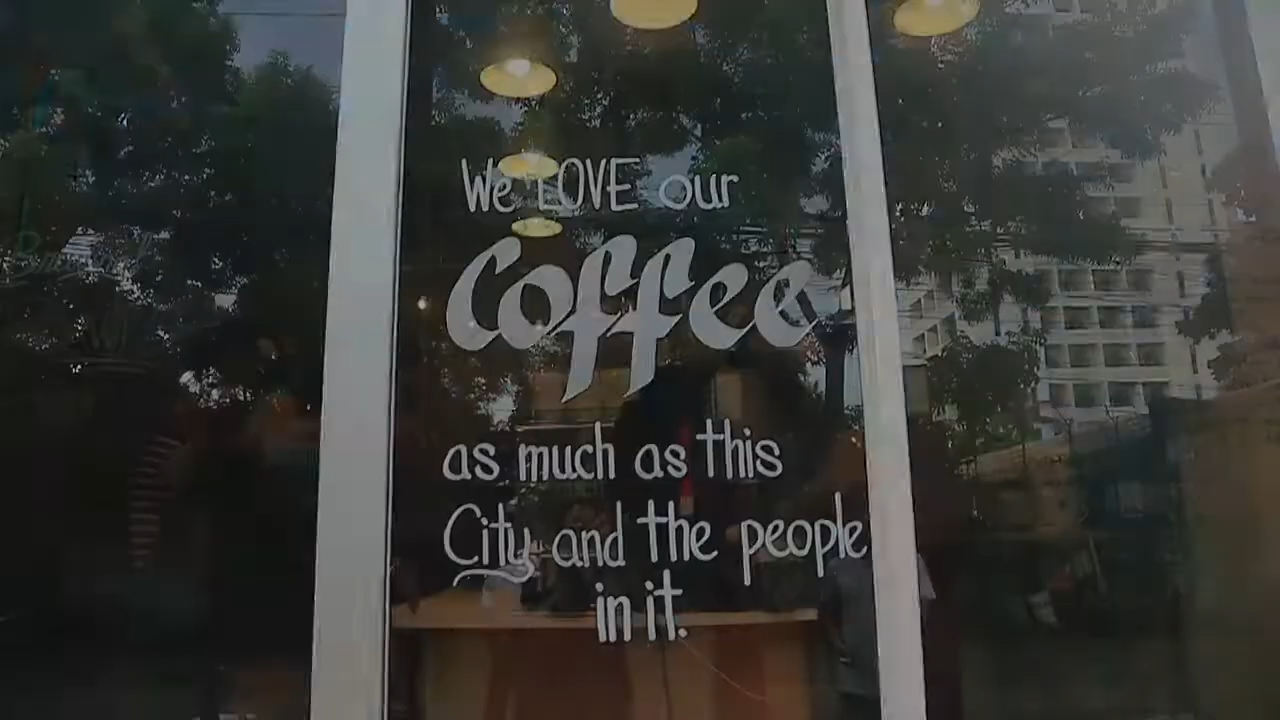 We LOVE our
Coffee
as much as this
City and the people
in it.